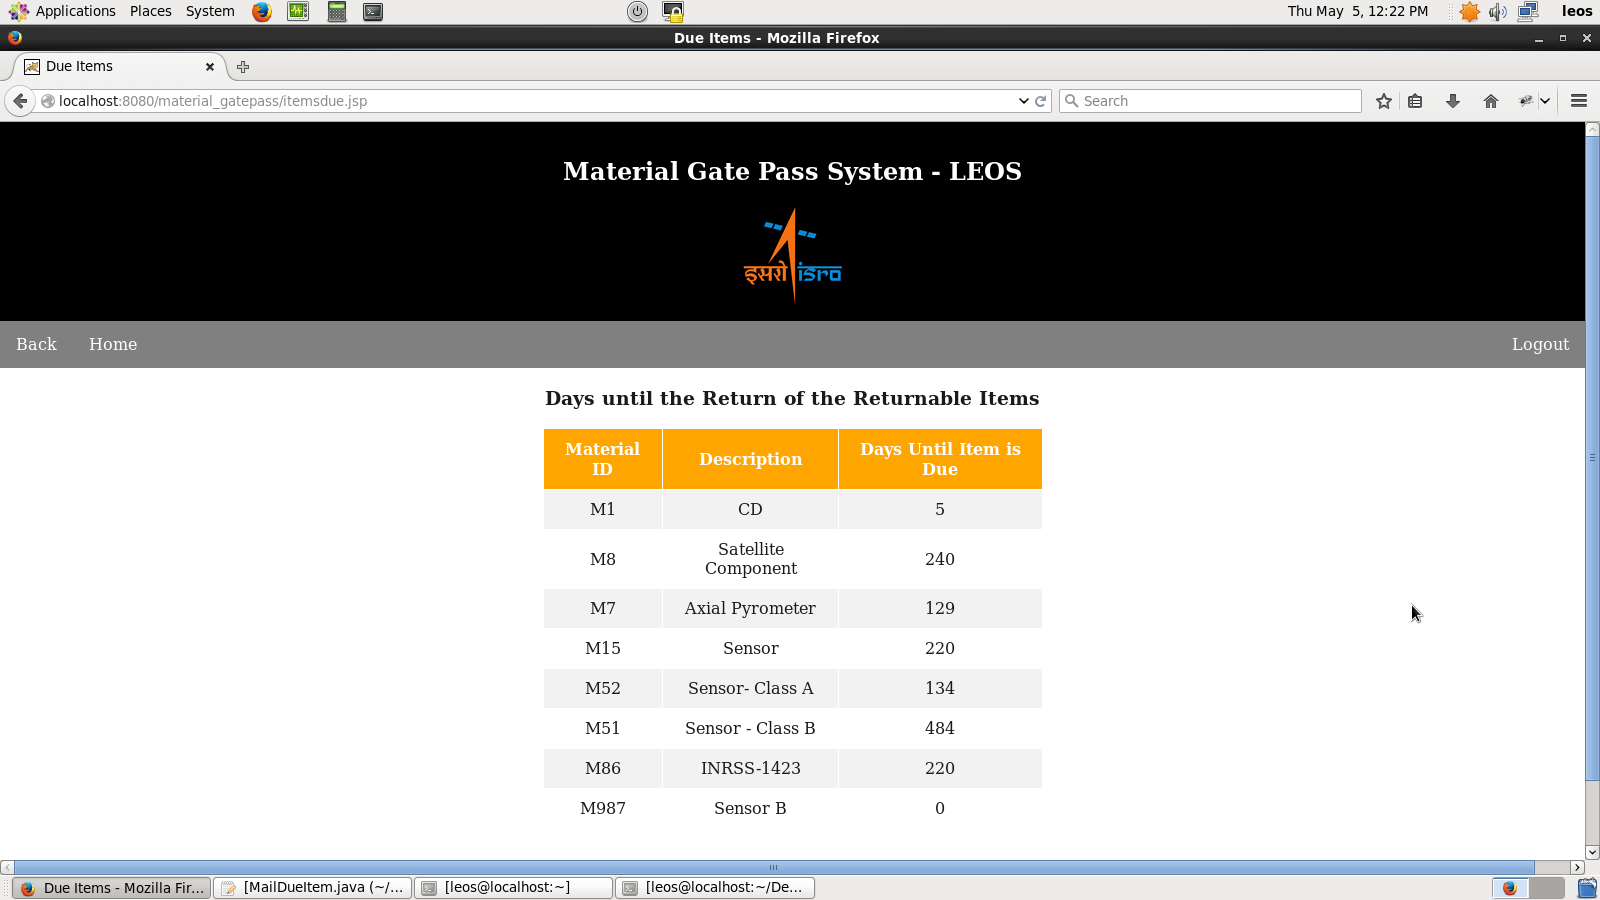 Applications Places System
Thu May 5, 12:22 PM
leos
Due Items - Mozilla Firefox
Due Items
localhost:8080/material_gatepass/itemsdue.jsp
Search
Material Gate Pass System - LEOS
इसरो isro
Back Home Logout
Days until the Return of the Returnable Items
Material ID Description Days Until Item is Due
M1 CD 5
M8 Satellite Component 240
M7 Axial Pyrometer 129
M15 Sensor 220
M52 Sensor- Class A 134
M51 Sensor - Class B 484
M86 INRSS-1423 220
M987 Sensor B 0
Due Items - Mozilla Fir...
[MailDueItem.java (~/...
[leos@localhost:~]
[leos@localhost:~/De...